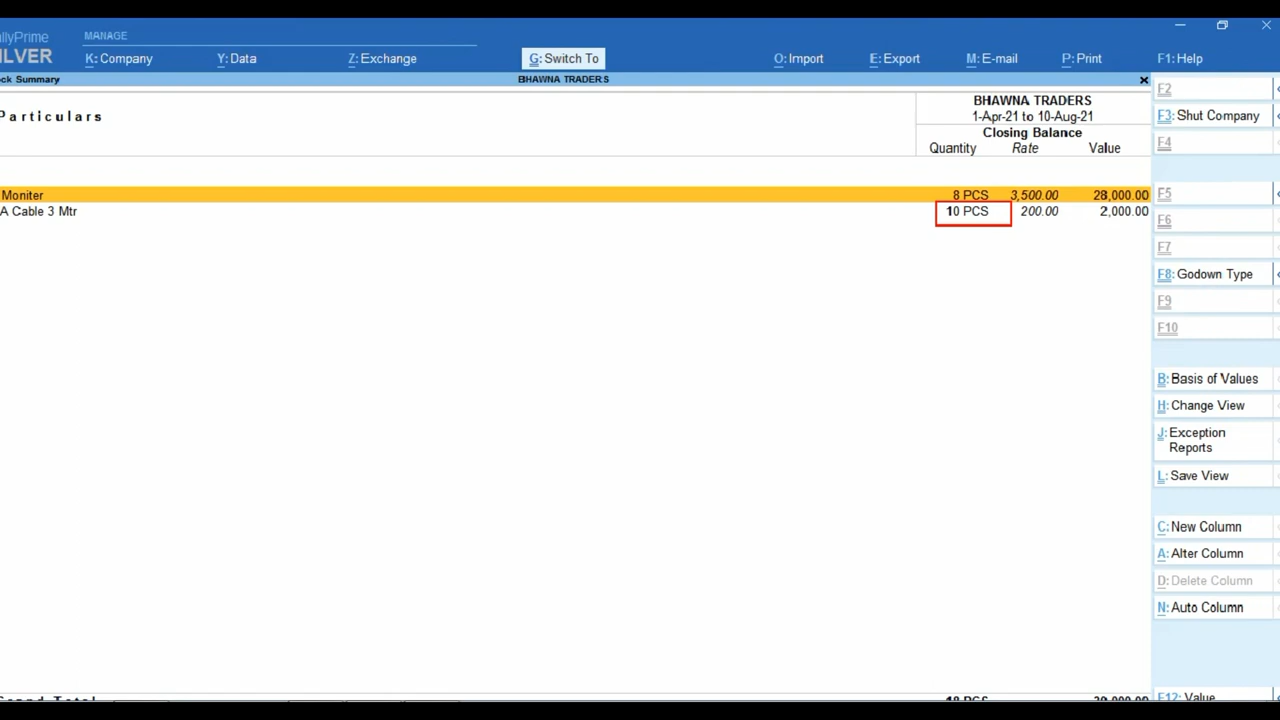 MANAGE
K: Company Y: Data Z: Exchange G: Switch To O: Import E: Export M: E-mail P: Print F1: Help
Summary BHAWNA TRADERS
Particulars
BHAWNA TRADERS
1-Apr-21 to 10-Aug-21
Closing Balance
Quantity Rate Value
Moniter 8 PCS 3,500.00 28,000.00
A Cable 3 Mtr 10 PCS 200.00 2,000.00
F2
F3: Shut Company
F4
F5
F6
F7
F8: Godown Type
F9
F10
B: Basis of Values
H: Change View
J: Exception
Reports
L: Save View
C: New Column
A: Alter Column
D: Delete Column
N: Auto Column
F12: Value
Grand Total 18 PCS